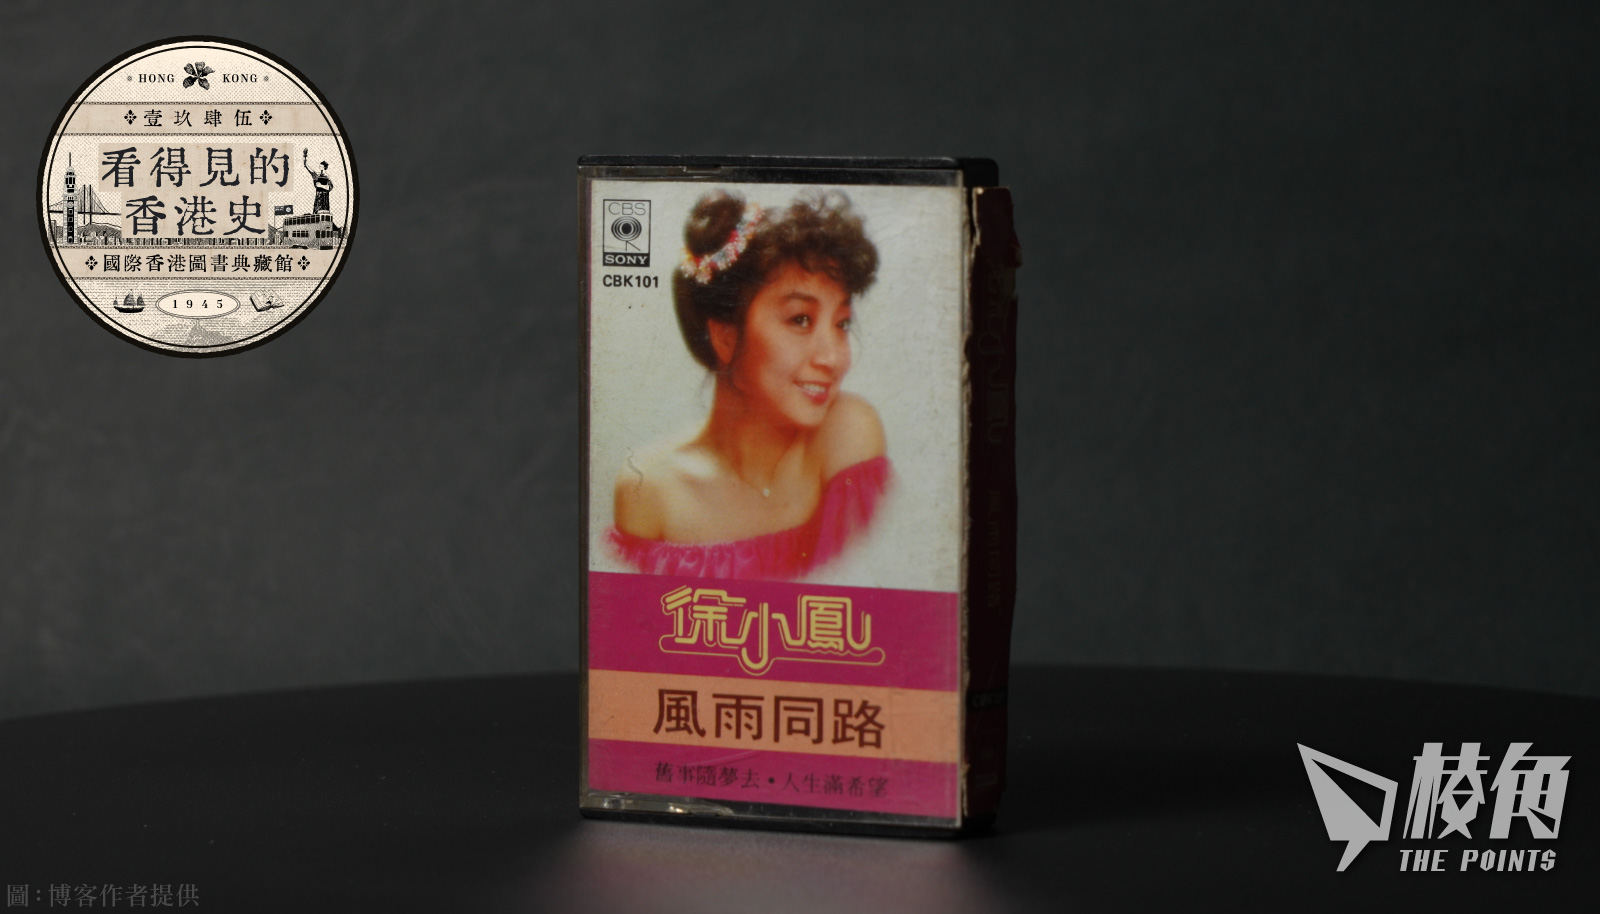 HONG KONG
壹玖肆伍
看得見的
香港史
國際香港圖書典藏館
1945
CBS
SONY
CBK101
徐小鳳
風雨同路
舊事隨夢去・人生滿希望
稜角
THE POINTS
圖:博客作者提供